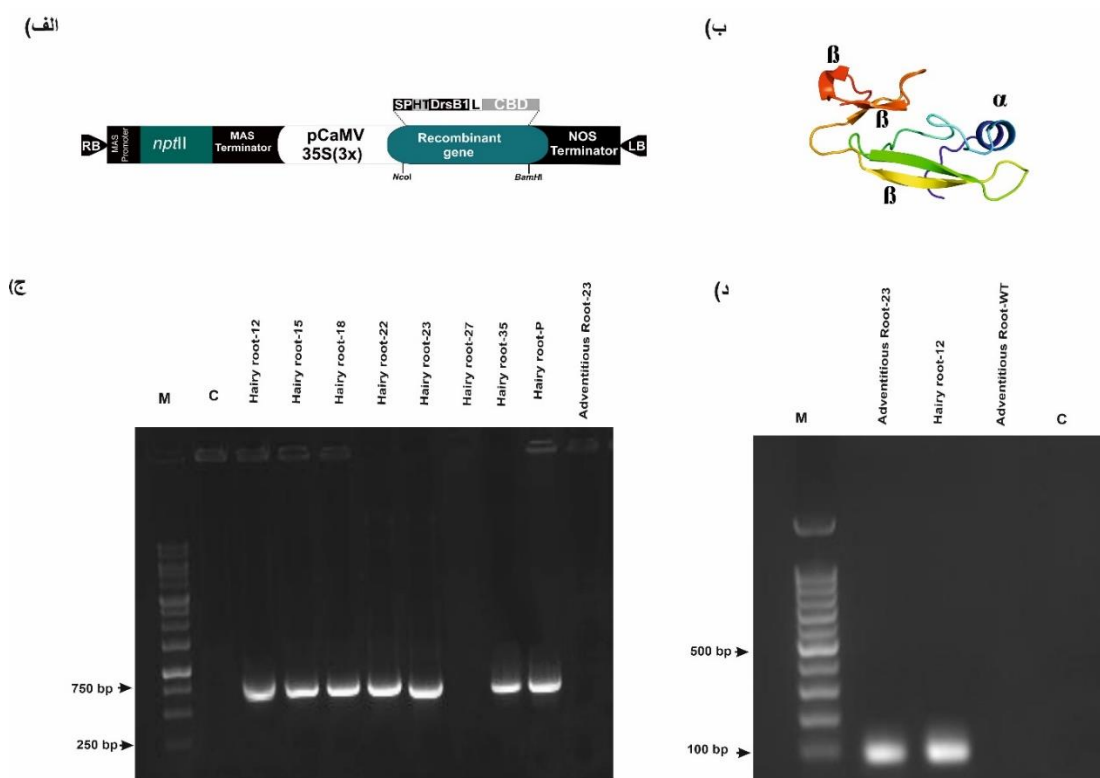 الف)
SPHTDrsB1 L CBD
RB MAS Promoter nptII MAS Terminator pCaMV 35S(3x) Recombinant gene NOS Terminator LB
NcoI BamHI
ب)
ß
ß
α
ß
ج)
M C Hairy root-12 Hairy root-15 Hairy root-18 Hairy root-22 Hairy root-23 Hairy root-27 Hairy root-35 Hairy root-P Adventitious Root-23
750 bp
250 bp
د)
M Adventitious Root-23 Hairy root-12 Adventitious Root-WT C
500 bp
100 bp